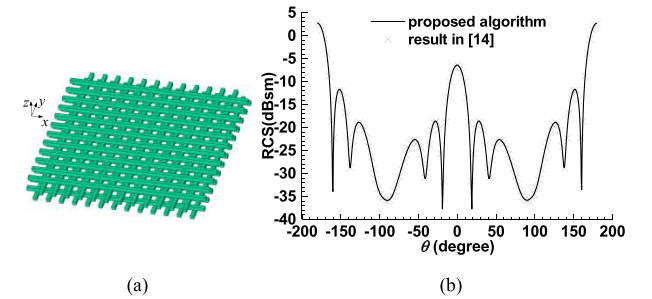 z
y
x
5
0
-5
-10
-15
-20
-25
-30
-35
-40
RCS(dBsm)
proposed algorithm
result in [14]
-200 -150 -100 -50 0 50 100 150 200
θ (degree)
(a) (b)